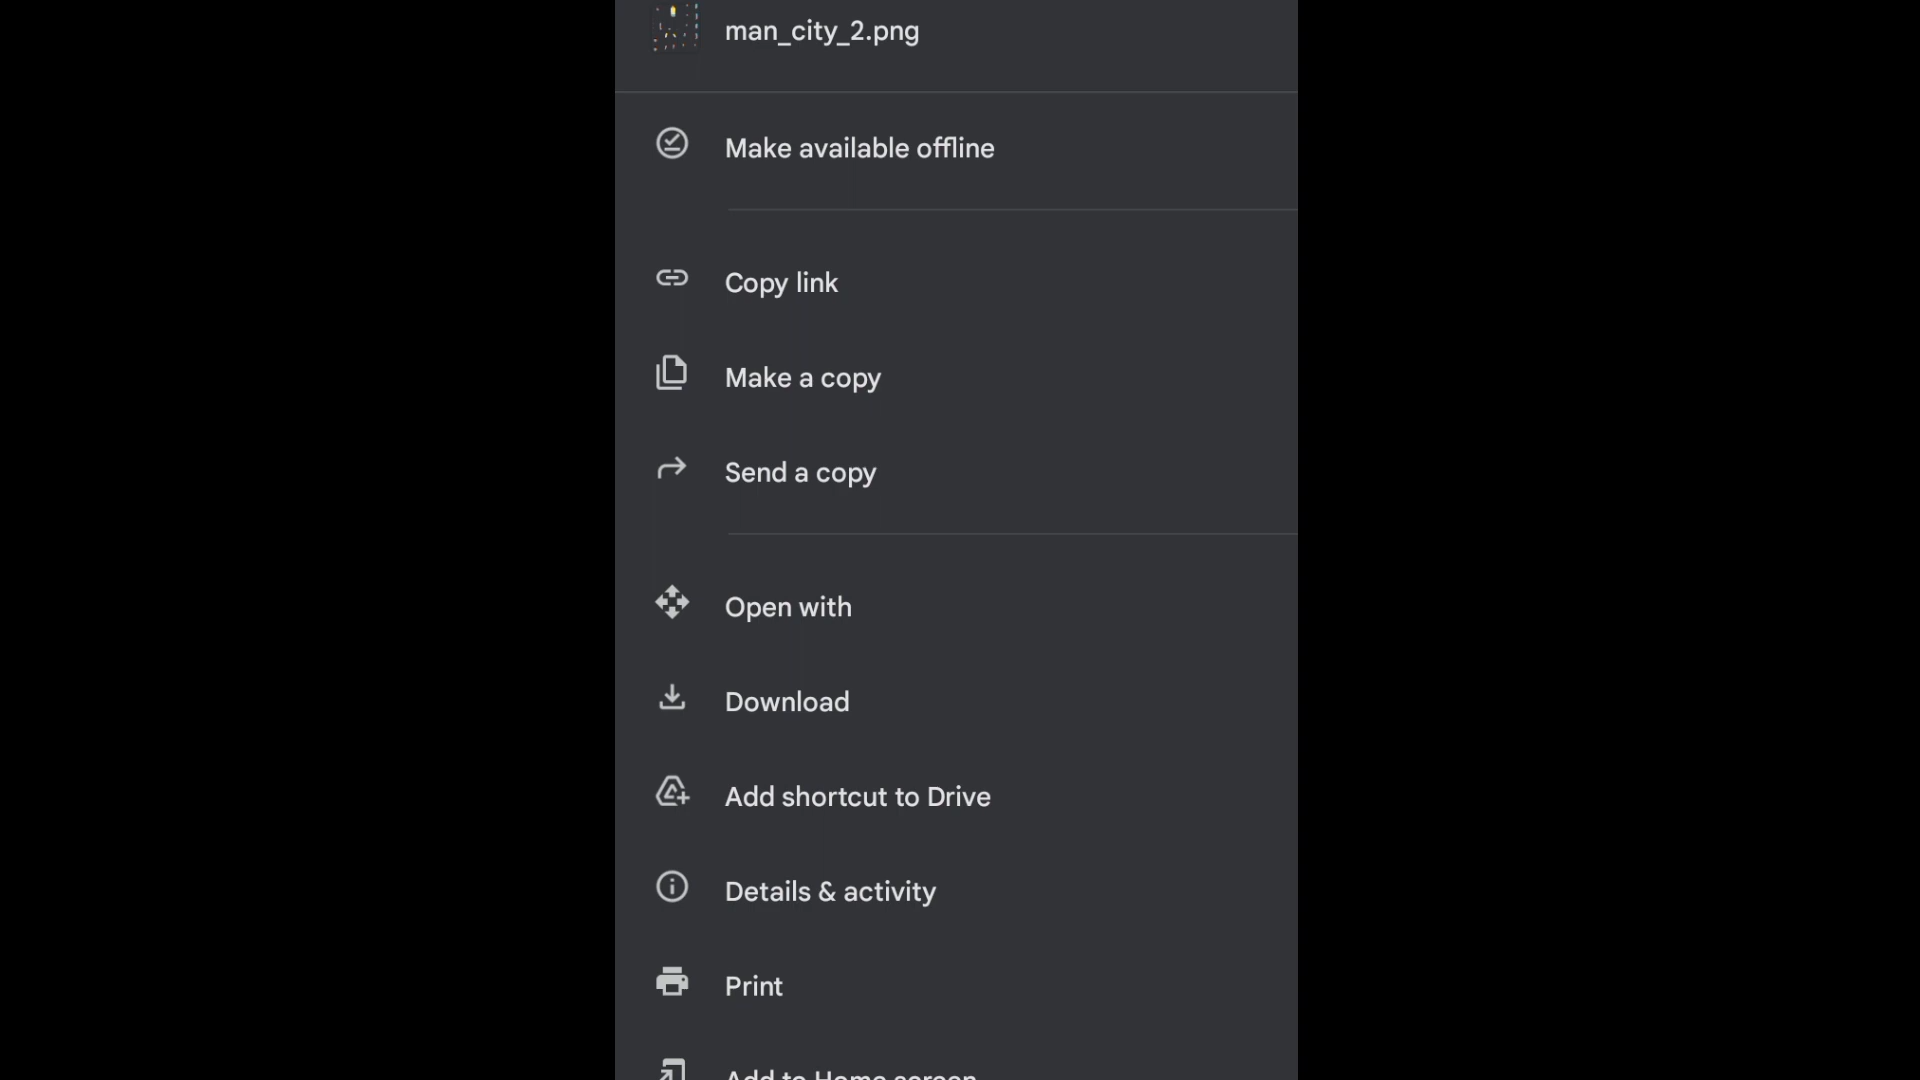 man_city_2.png
Make available offline
Copy link
Make a copy
Send a copy
Open with
Download
Add shortcut to Drive
Details & activity
Print
Add to Home screen